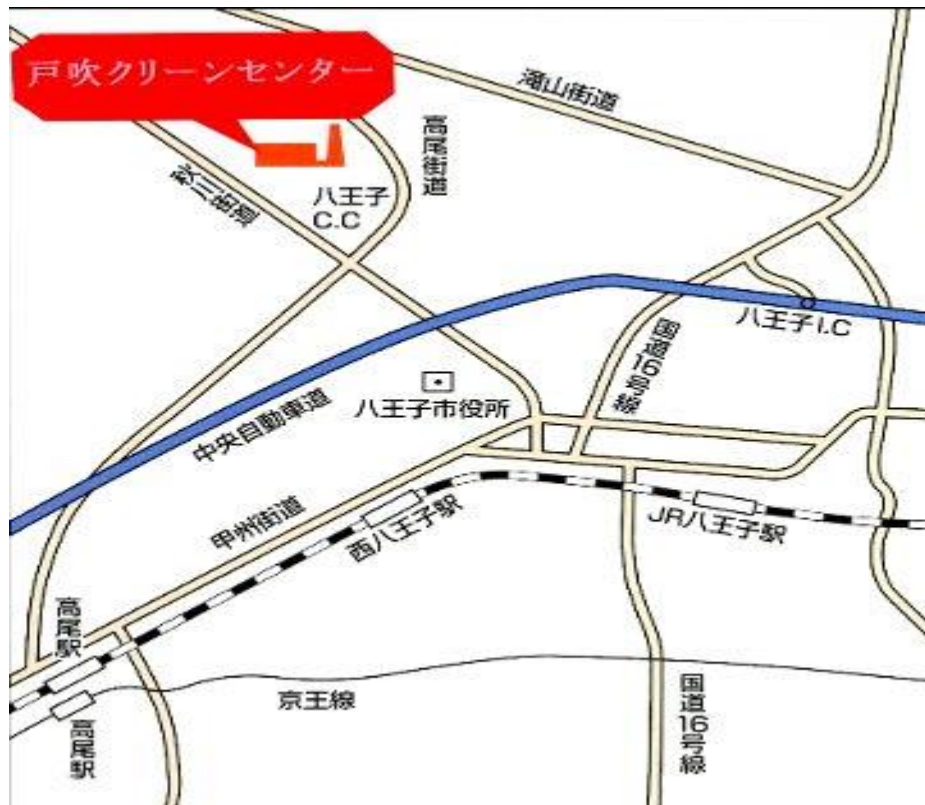 戸吹クリーンセンター
滝山街道
高尾街道
秋川街道
八王子
C.C
八王子I.C
国道16号線
八王子市役所
中央自動車道
甲州街道
西八王子駅
JR八王子駅
高尾駅
京王線
高尾駅
国道16号線